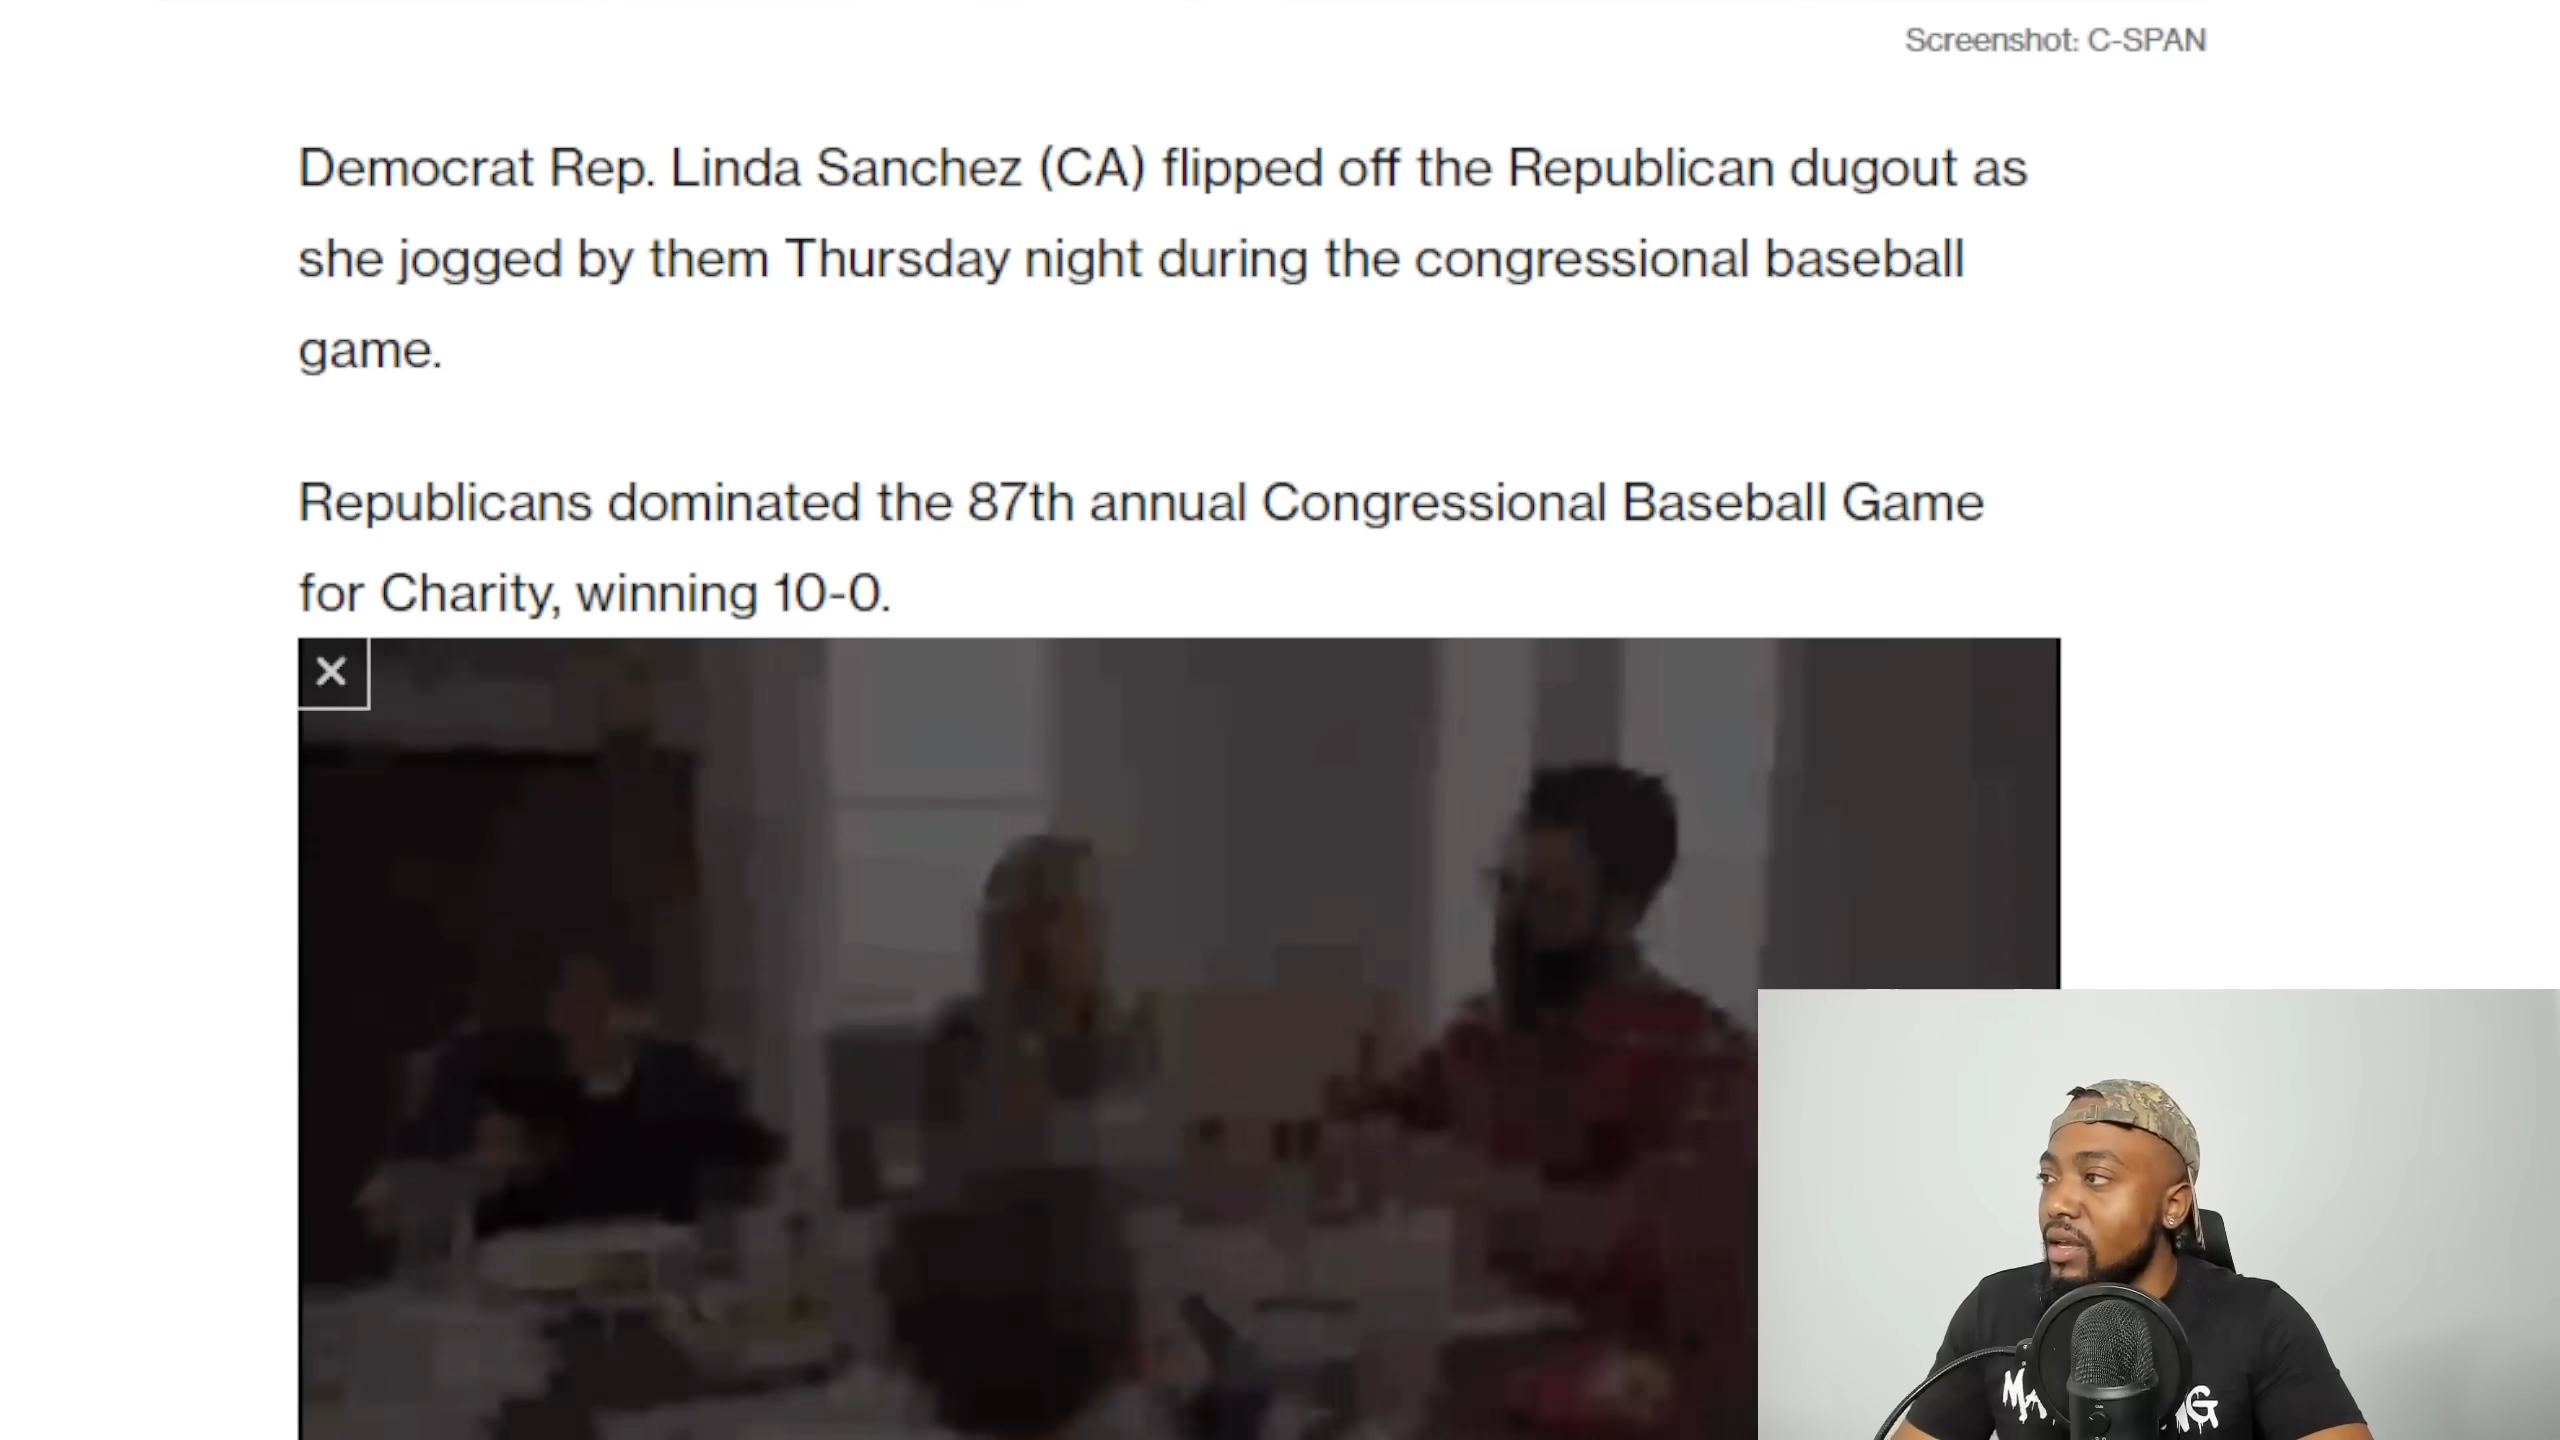 Screenshot: C-SPAN
Democrat Rep. Linda Sanchez (CA) flipped off the Republican dugout as
she jogged by them Thursday night during the congressional baseball
game.
Republicans dominated the 87th annual Congressional Baseball Game
for Charity, winning 10-0.